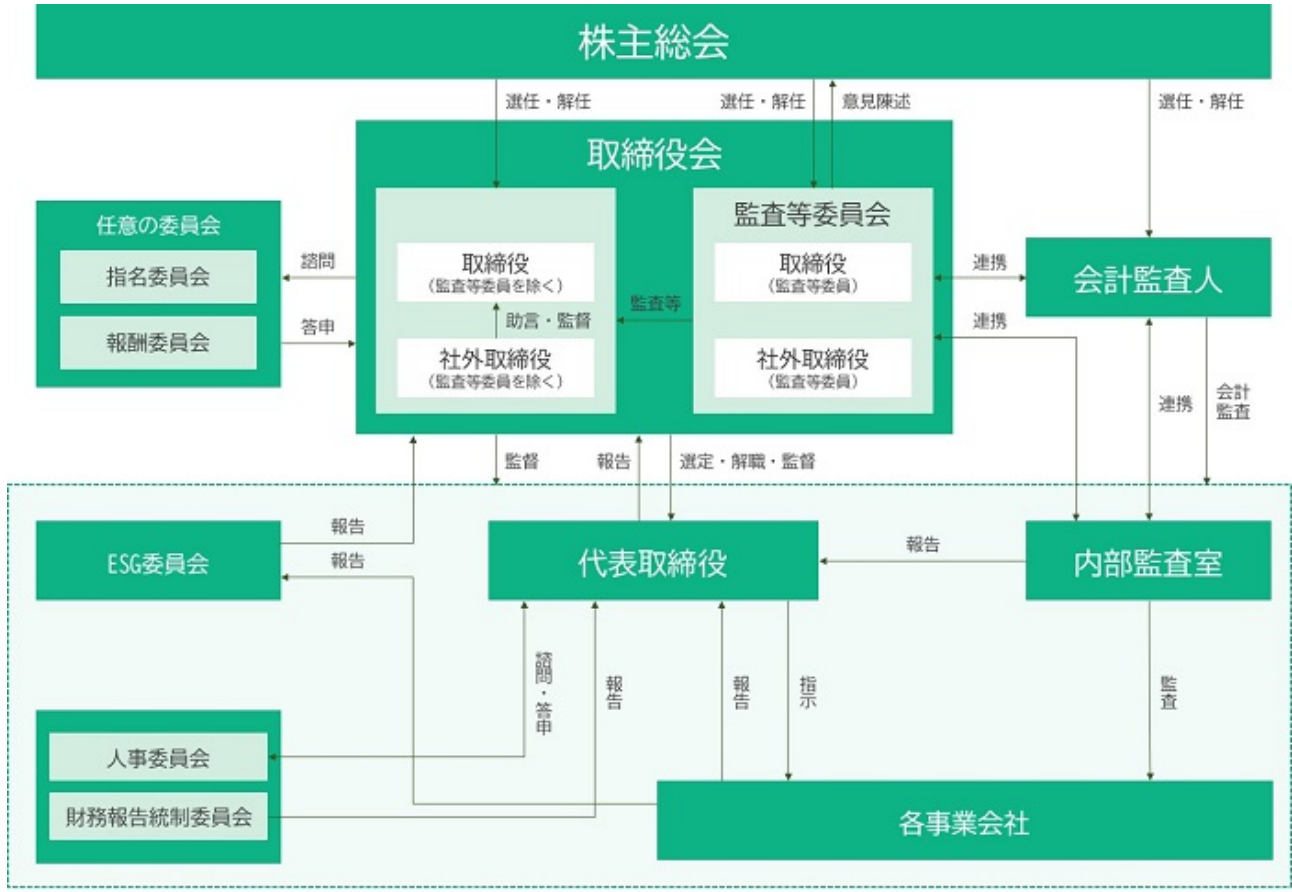 株主総会
選任・解任
選任・解任
意見陳述
選任・解任
取締役会
任意の委員会
指名委員会
報酬委員会
諮問
答申
取締役
(監査等委員を除く)
助言・監督
社外取締役
(監査等委員を除く)
監査等
監査等委員会
取締役
(監査等委員)
社外取締役
(監査等委員)
連携
連携
会計監査人
連携
会計
監査
監督
報告
選定・解職・監督
ESG委員会
報告
報告
代表取締役
報告
内部監査室
諮問・答申
報告
報告
指示
監査
人事委員会
財務報告統制委員会
各事業会社